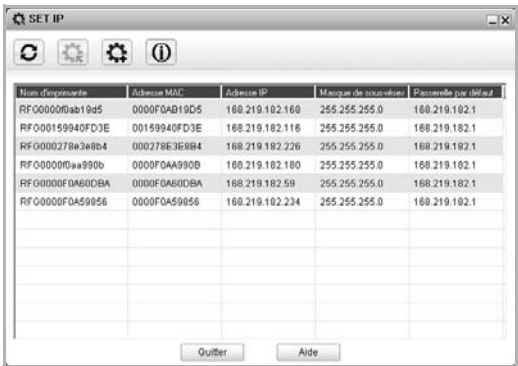 SET IP
Nom d'imprimante Adresse MAC Adresse IP Masque de sous-réseau Passerelle par défaut
RFG0000f0ab19d5 0000F0AB19D5 168.219.182.168 255.255.255.0 168.219.182.1
RFG00159940FD3E 00159940FD3E 168.219.182.116 255.255.255.0 168.219.182.1
RFG000278e3e8b4 000278E3E8B4 168.219.182.226 255.255.255.0 168.219.182.1
RFG0000f0aa990b 0000F0AA990B 168.219.182.180 255.255.255.0 168.219.182.1
RFG0000F0A60DBA 0000F0A60DBA 168.219.182.59 255.255.255.0 168.219.182.1
RFG0000F0A59856 0000F0A59856 168.219.182.234 255.255.255.0 168.219.182.1
Quitter Aide